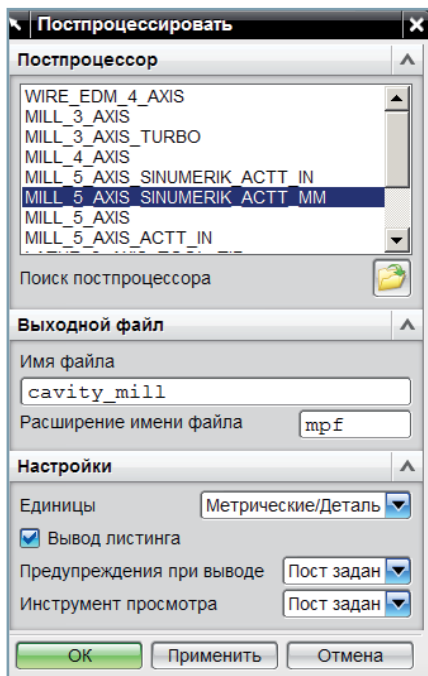 Постпроцессировать
Постпроцессор
WIRE_EDM_4_AXIS
MILL_3_AXIS
MILL_3_AXIS_TURBO
MILL_4_AXIS
MILL_5_AXIS_SINUMERIK_ACTT_IN
MILL_5_AXIS_SINUMERIK_ACTT_MM
MILL_5_AXIS
MILL_5_AXIS_ACTT_IN
Поиск постпроцессора
Выходной файл
Имя файла
cavity_mill
Расширение имени файла mpf
Настройки
Единицы Метрические/Деталь
Вывод листинга
Предупреждения при выводе Пост задан
Инструмент просмотра Пост задан
ОК Применить Отмена